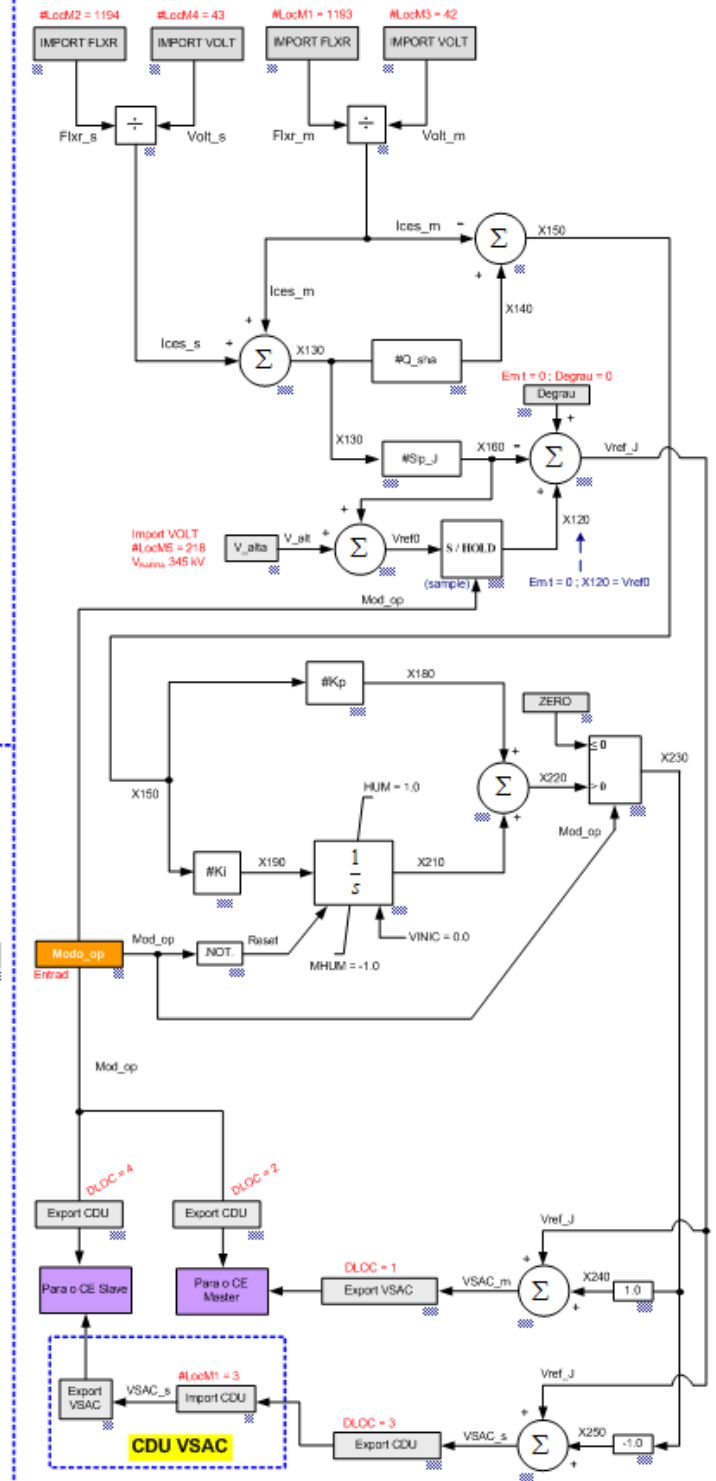 #LocM2 = 1194
#LocM4 = 43
#LocM1 = 1193
#LocM3 = 42
IMPORT FLXR
IMPORT VOLT
IMPORT FLXR
IMPORT VOLT
÷
÷
Flxr_s
Volt_s
Flxr_m
Volt_m
Ices_m
-
Σ
X150
+
Ices_m
X140
+
Ices_s
+
Σ
X130
#Q_sha
Em t = 0 ; Degrau = 0
Degrau
+
X130
#Slp_J
X160
-
Σ
Vref_J
+
+
Import VOLT
#LocM5 = 218
345 kV
V_alta
V_alt
+
Σ
Vref0
S / HOLD
X120
(sample)
Em t = 0 ; X120 = Vref0
Mod_op
#Kp
X180
ZERO
+
≤ 0
X230
Σ
X220
> 0
X150
HUM = 1.0
+
Mod_op
#Ki
X190
1
s
X210
Modo_op
Mod_op
.NOT.
Reset
VINIC = 0.0
Entrad
MHUM = -1.0
Mod_op
DLOC = 4
DLOC = 2
Export CDU
Export CDU
Vref_J
Para o CE Slave
Para o CE
Master
DLOC = 1
Export VSAC
VSAC_m
+
Σ
X240
1.0
+
#LocM1 = 3
Export
VSAC
VSAC_s
Import CDU
Vref_J
DLOC = 3
+
CDU VSAC
Export CDU
VSAC_s
Σ
X250
-1.0
+